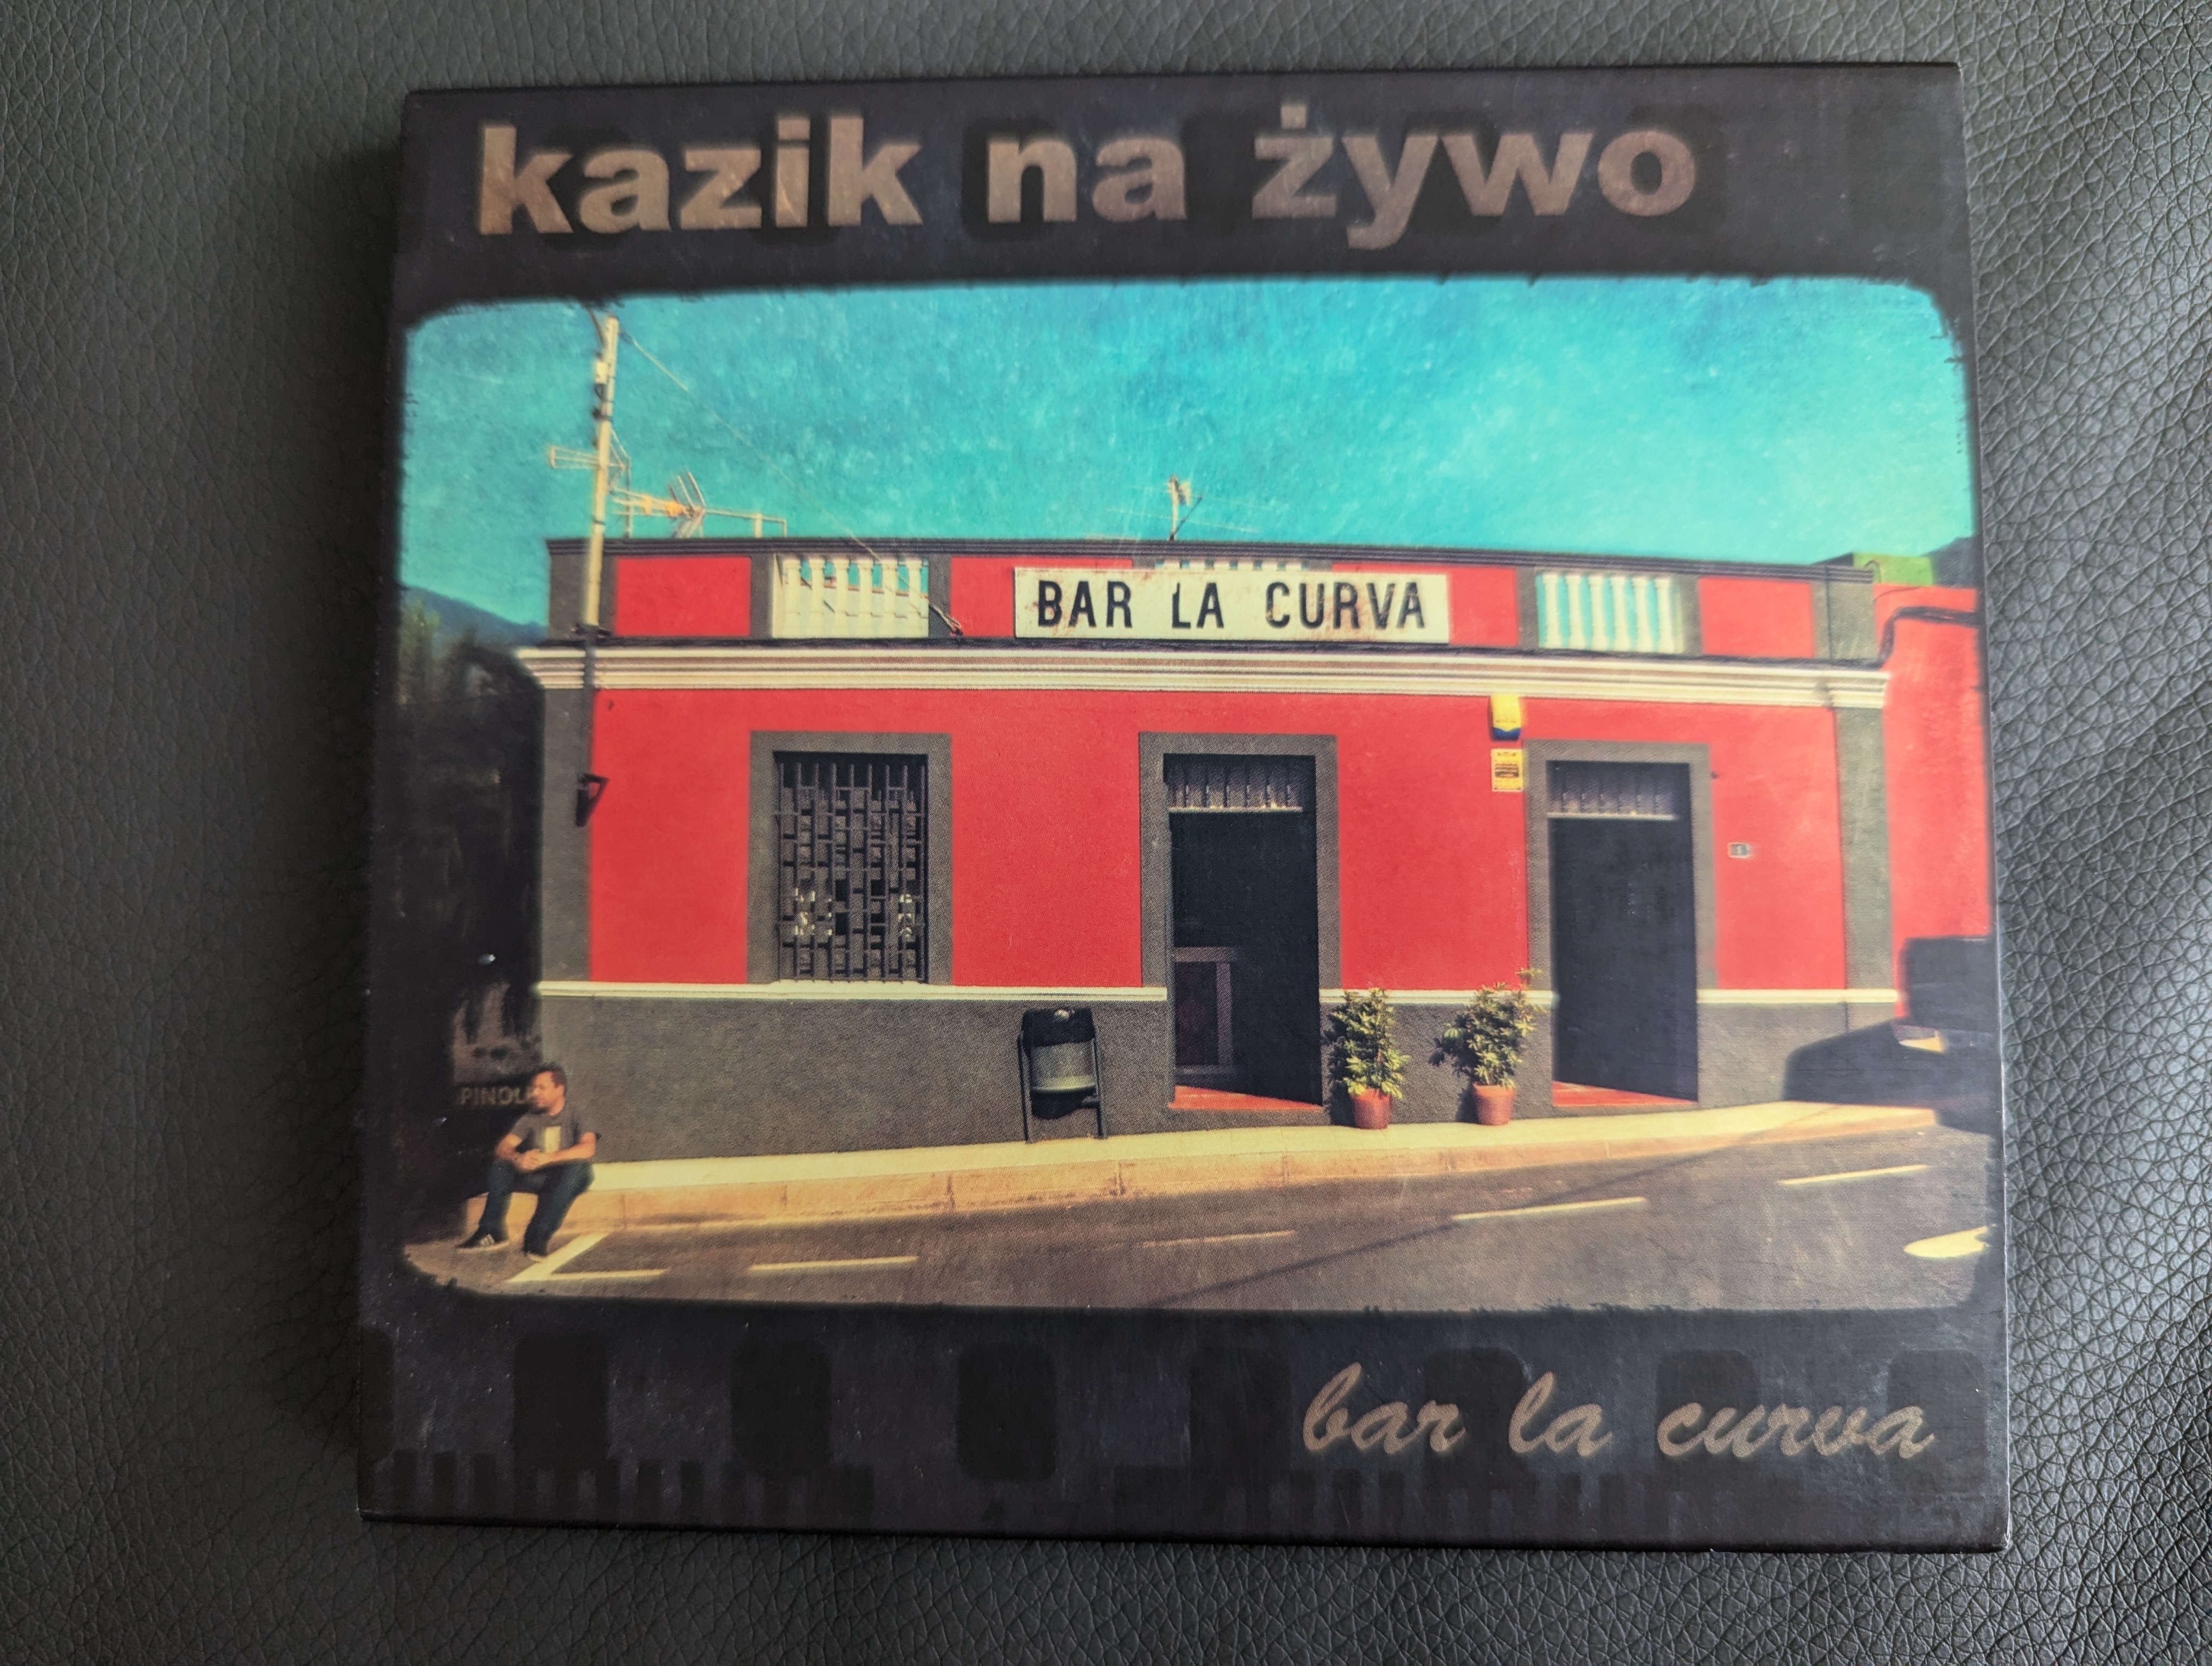 kazik na żywo
BAR LA CURVA
bar la curva